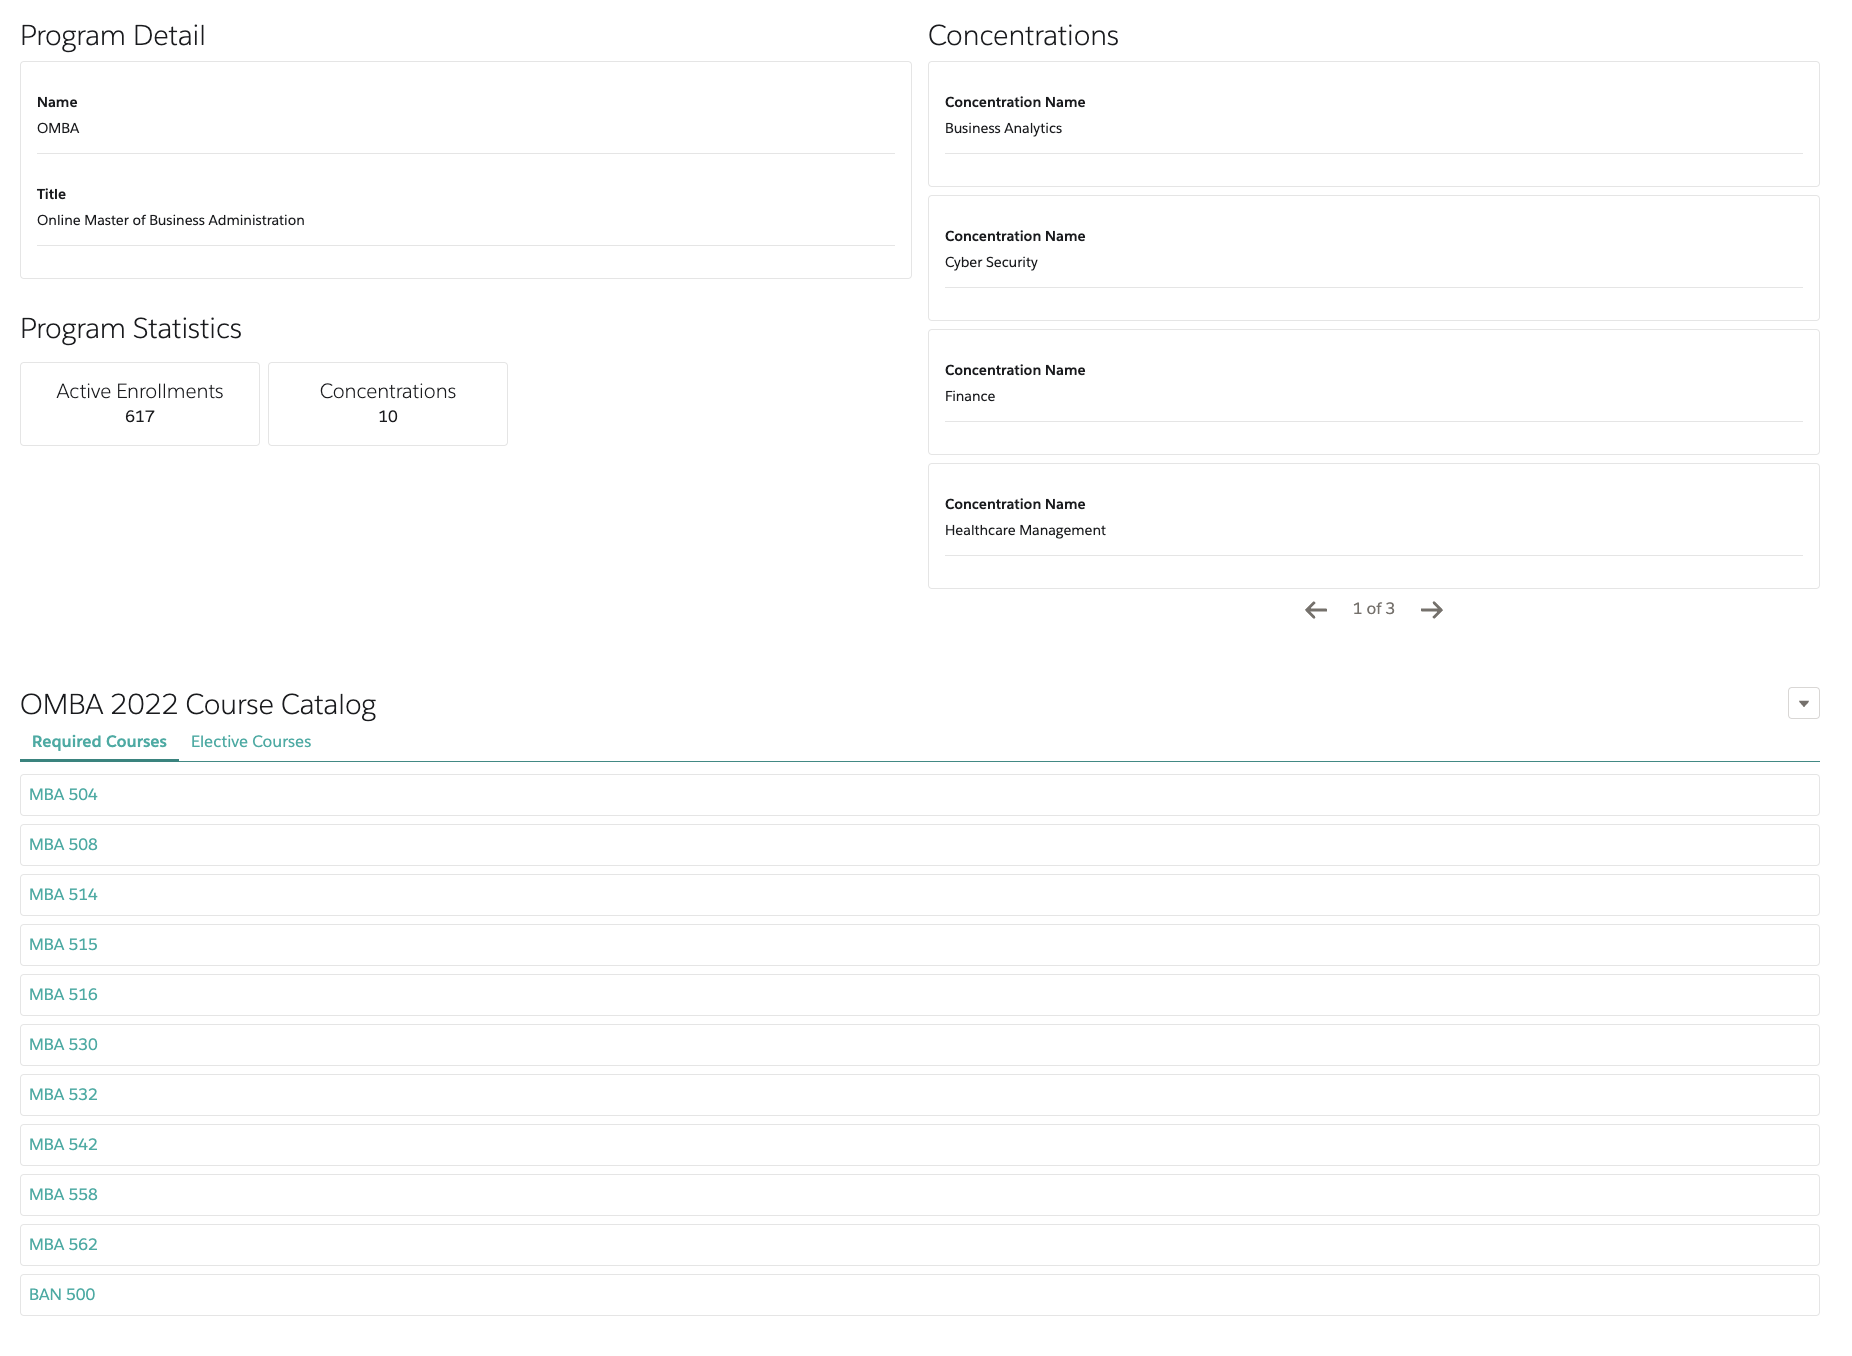 Program Detail
Name
OMBA
Title
Online Master of Business Administration
Program Statistics
Active Enrollments
617
Concentrations
10
Concentrations
Concentration Name
Business Analytics
Concentration Name
Cyber Security
Concentration Name
Finance
Concentration Name
Healthcare Management
1 of 3
OMBA 2022 Course Catalog
Required Courses Elective Courses
MBA 504
MBA 508
MBA 514
MBA 515
MBA 516
MBA 530
MBA 532
MBA 542
MBA 558
MBA 562
BAN 500